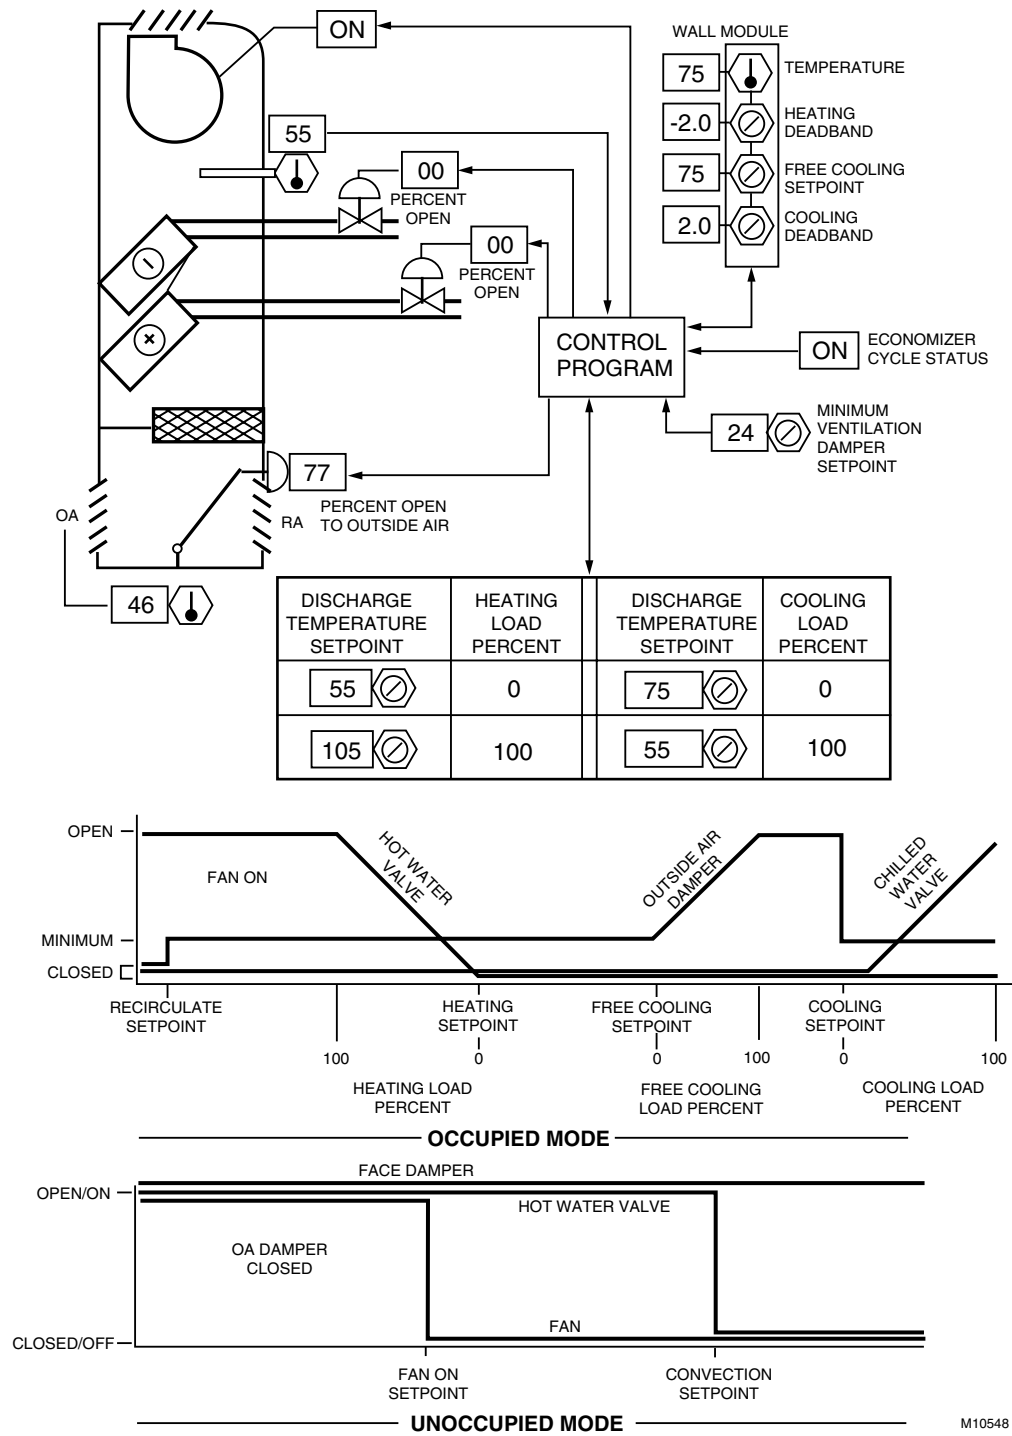 ON
WALL MODULE
75
TEMPERATURE
-2.0
HEATING
DEADBAND
75
FREE COOLING
SETPOINT
2.0
COOLING
DEADBAND
55
00
PERCENT
OPEN
00
PERCENT
OPEN
CONTROL
PROGRAM
ON
ECONOMIZER
CYCLE STATUS
24
MINIMUM
VENTILATION
DAMPER
SETPOINT
77
PERCENT OPEN
TO OUTSIDE AIR
OA
RA
46
DISCHARGE
TEMPERATURE
SETPOINT
HEATING
LOAD
PERCENT
DISCHARGE
TEMPERATURE
SETPOINT
COOLING
LOAD
PERCENT
55
0
75
0
105
100
55
100
OPEN
FAN ON
HOT WATER
VALVE
OUTSIDE AIR
DAMPER
CHILLED
WATER
VALVE
MINIMUM
CLOSED
RECIRCULATE
SETPOINT
HEATING
SETPOINT
FREE COOLING
SETPOINT
COOLING
SETPOINT
100
0
0
100
0
100
HEATING LOAD
PERCENT
FREE COOLING
LOAD PERCENT
COOLING LOAD
PERCENT
OCCUPIED MODE
FACE DAMPER
OPEN/ON
HOT WATER VALVE
OA DAMPER
CLOSED
FAN
CLOSED/OFF
FAN ON
SETPOINT
CONVECTION
SETPOINT
UNOCCUPIED MODE
M10548